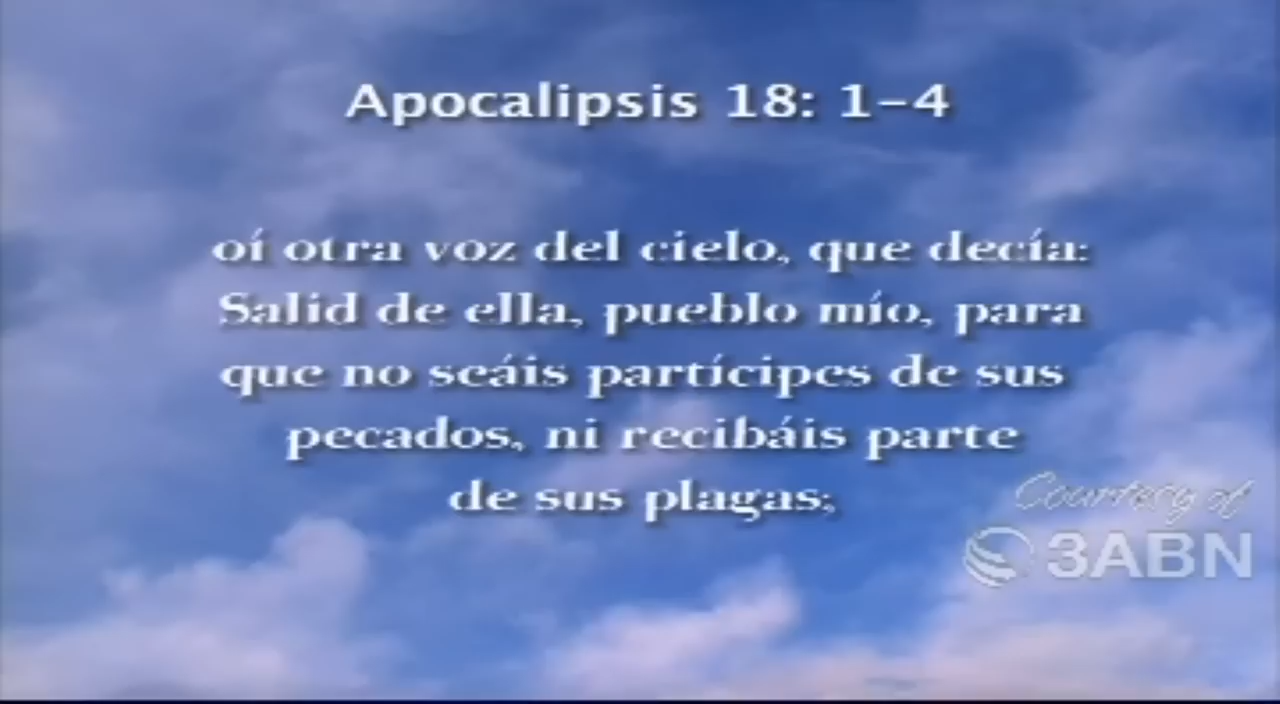 Apocalipsis 18: 1-4
oí otra voz del cielo, que decía:
Salid de ella, pueblo mío, para
que no seáis partícipes de sus
pecados, ni recibáis parte
de sus plagas;
Courtesy of
3ABN